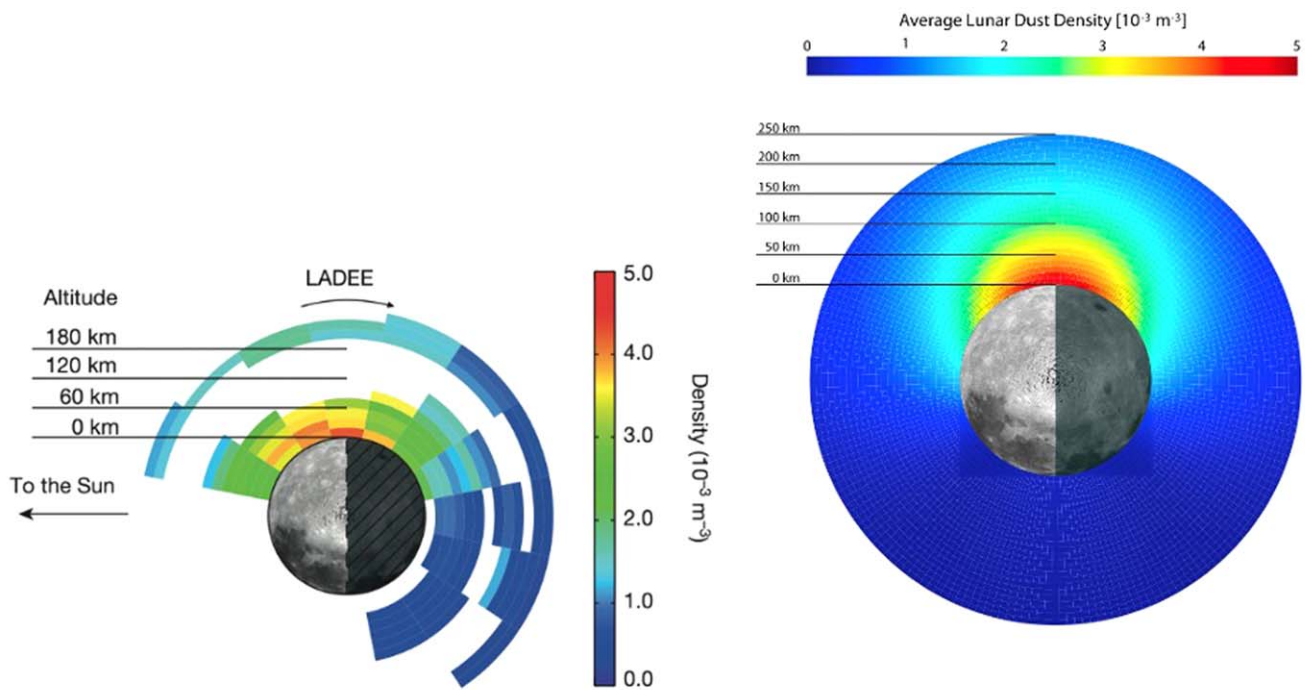 LADEE
Altitude
180 km
120 km
60 km
0 km
To the Sun
5.0
4.0
3.0
2.0
1.0
0.0
Density (10⁻³ m⁻³)
Average Lunar Dust Density [10⁻³ m⁻³]
0 1 2 3 4 5
250 km
200 km
150 km
100 km
50 km
0 km